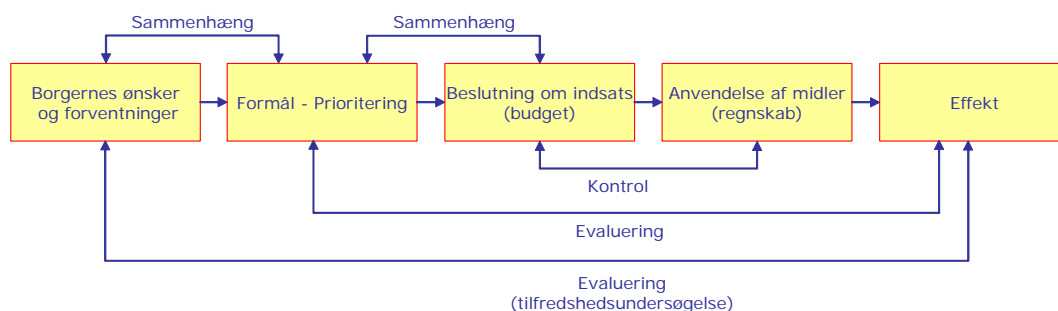 Sammenhæng
Sammenhæng
Borgernes ønsker
og forventninger
Formål - Prioritering
Beslutning om indsats
(budget)
Anvendelse af midler
(regnskab)
Effekt
Kontrol
Evaluering
Evaluering
(tilfredshedsundersøgelse)